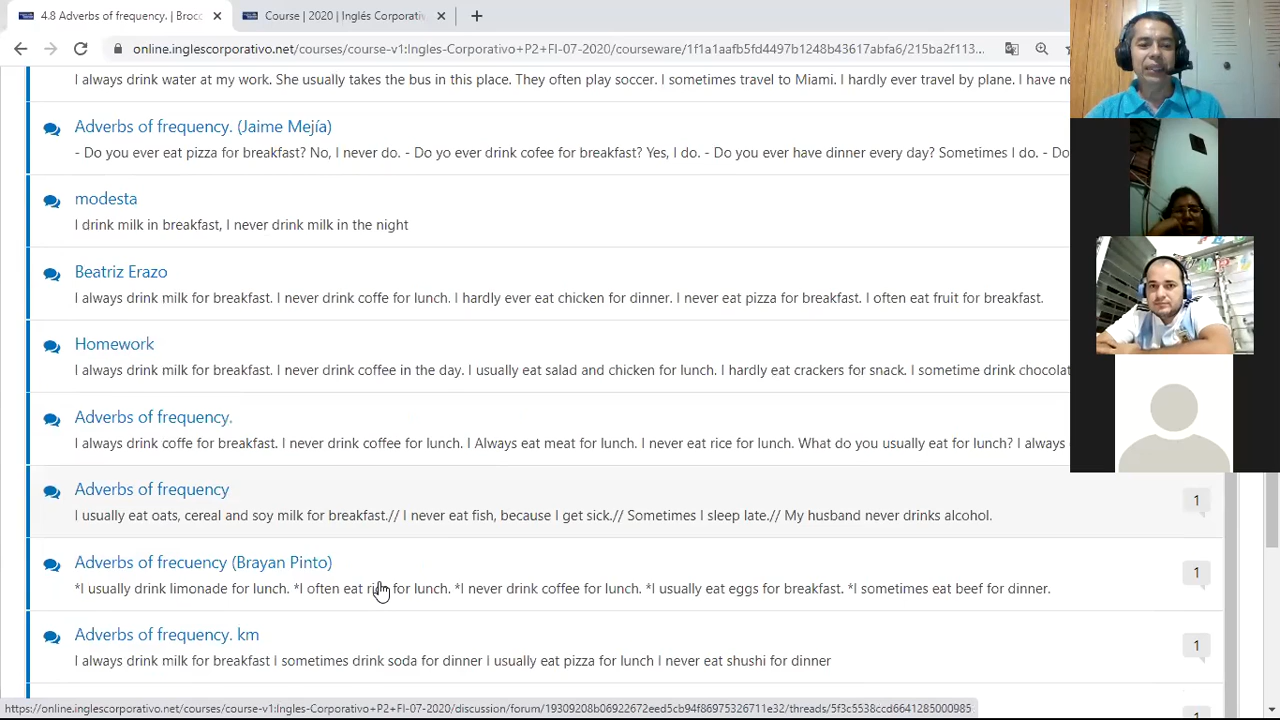 4.8 Adverbs of frequency. | Broc
Course | 2020 | Inglés Corporativ
online.inglescorporativo.net/courses/course-v1:Ingles-Corporativo+P2+FI-07-2020/courseware/1f1a1aafb5fd4497812481f3617abfa9/215ba2f113...
I always drink water at my work. She usually takes the bus in her place. They often play soccer. I sometimes travel to Miami. I hardly ever travel by plane. I have ne
Adverbs of frequency. (Jaime Mejía)
- Do you ever eat pizza for breakfast? No, I never do. - Do you never drink cofee for breakfast? Yes, I do. - Do you ever have dinner every day? Sometimes I do. - Do
modesta
I drink milk in breakfast, I never drink milk in the night
Beatriz Erazo
I always drink milk for breakfast. I never drink coffe for lunch. I hardly ever eat chicken for dinner. I never eat pizza for breakfast. I often eat fruit for breakfast.
Homework
I always drink milk for breakfast. I never drink coffee in the day. I usually eat salad and chicken for lunch. I hardly eat crackers for snack. I sometime drink chocolat
Adverbs of frequency.
I always drink coffe for breakfast. I never drink coffee for lunch. I Always eat meat for lunch. I never eat rice for lunch. What do you usually eat for lunch? I always
Adverbs of frequency
1
I usually eat oats, cereal and soy milk for breakfast.// I never eat fish, because I get sick.// Sometimes I sleep late.// My husband never drinks alcohol.
Adverbs of frecuency (Brayan Pinto)
1
*I usually drink limonade for lunch. *I often eat for lunch. *I never drink coffee for lunch. *I usually eat eggs for breakfast. *I sometimes eat beef for dinner.
Adverbs of frequency. km
1
I always drink milk for breakfast I sometimes drink soda for dinner I usually eat pizza for lunch I never eat shushi for dinner
https://online.inglescorporativo.net/courses/course-v1:Ingles-Corporativo+P2+FI-07-2020/discussion/forum/19309208b06922672eed5cb94f8697f326711e32/threads/5f3c5538ccd6641285000985